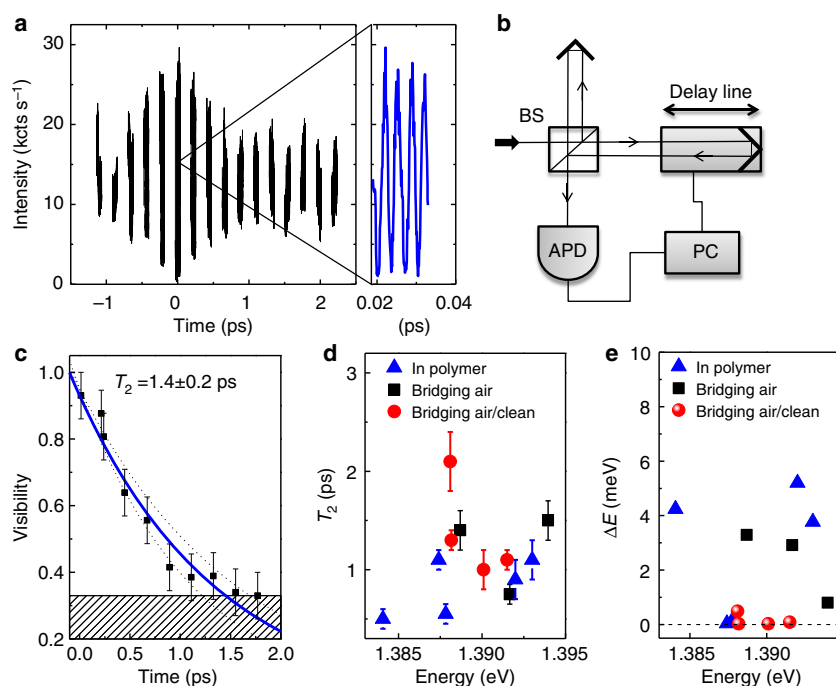 a
Intensity (kcts s⁻¹)
30
20
10
0
−1
0
1
2
Time (ps)
0.02
0.04
(ps)
b
BS
Delay line
APD
PC
c
Visibility
1.0
0.8
0.6
0.4
0.2
T₂ =1.4±0.2 ps
0.0
0.5
1.0
1.5
2.0
Time (ps)
d
T₂ (ps)
3
2
1
In polymer
Bridging air
Bridging air/clean
1.385
1.390
1.395
Energy (eV)
e
ΔE (meV)
10
8
6
4
2
0
In polymer
Bridging air
Bridging air/clean
1.385
1.390
Energy (eV)